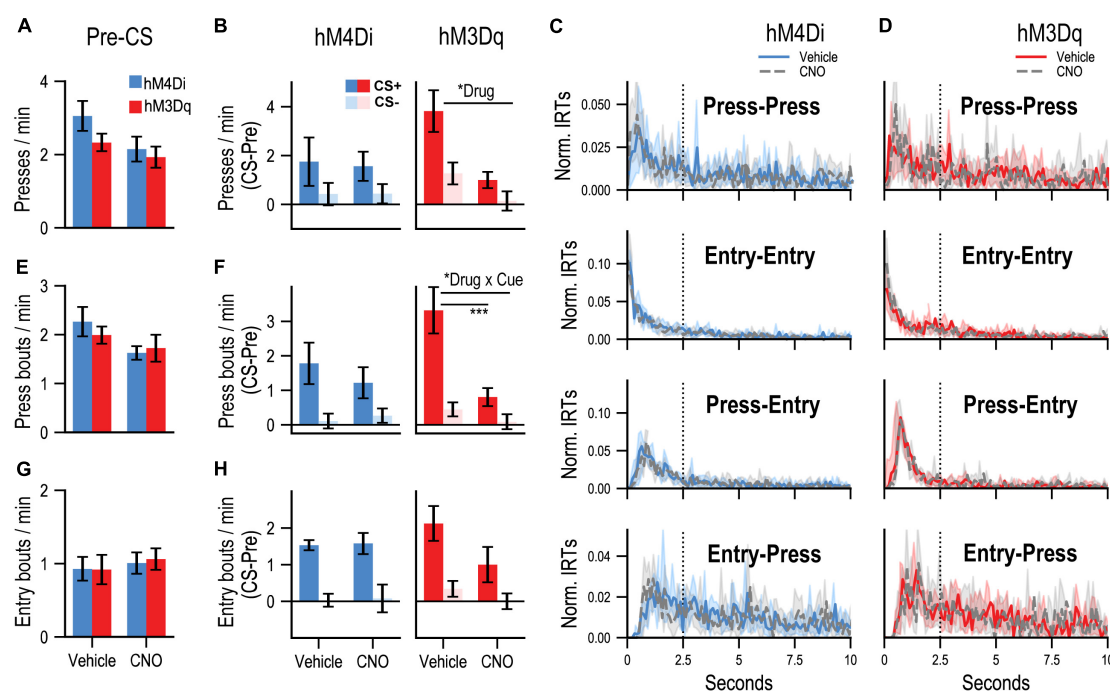 A
Pre-CS
hM4Di
hM3Dq
Presses / min
4
2
0
B
hM4Di
hM3Dq
CS+
CS-
*Drug
Presses / min
(CS-Pre)
4
2
0
C
hM4Di
Vehicle
CNO
Press-Press
Norm. IRTs
0.050
0.025
0.000
D
hM3Dq
Vehicle
CNO
Press-Press
E
Press bouts / min
3
2
1
0
F
*Drug x Cue
***
Press bouts / min
(CS-Pre)
3
2
1
0
Entry-Entry
Norm. IRTs
0.10
0.05
0.00
Entry-Entry
Press-Entry
Norm. IRTs
0.10
0.05
0.00
Press-Entry
G
Entry bouts / min
2
1
0
Vehicle
CNO
H
Entry bouts / min
(CS-Pre)
2
1
0
Vehicle
CNO
Vehicle
CNO
Entry-Press
Norm. IRTs
0.04
0.02
0.00
0
2.5
5
7.5
10
Seconds
Entry-Press
0
2.5
5
7.5
10
Seconds